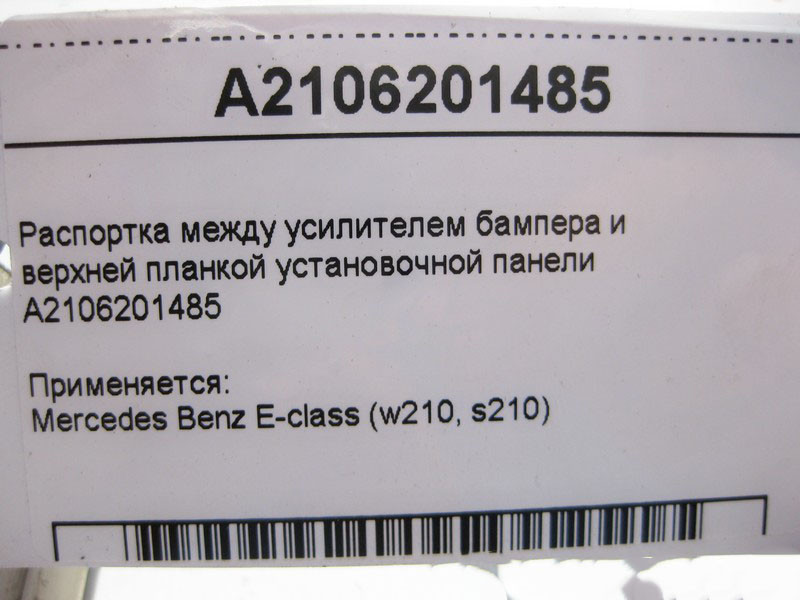 A2106201485
Распортка между усилителем бампера и
верхней планкой установочной панели
A2106201485
Применяется:
Mercedes Benz E-class (w210, s210)